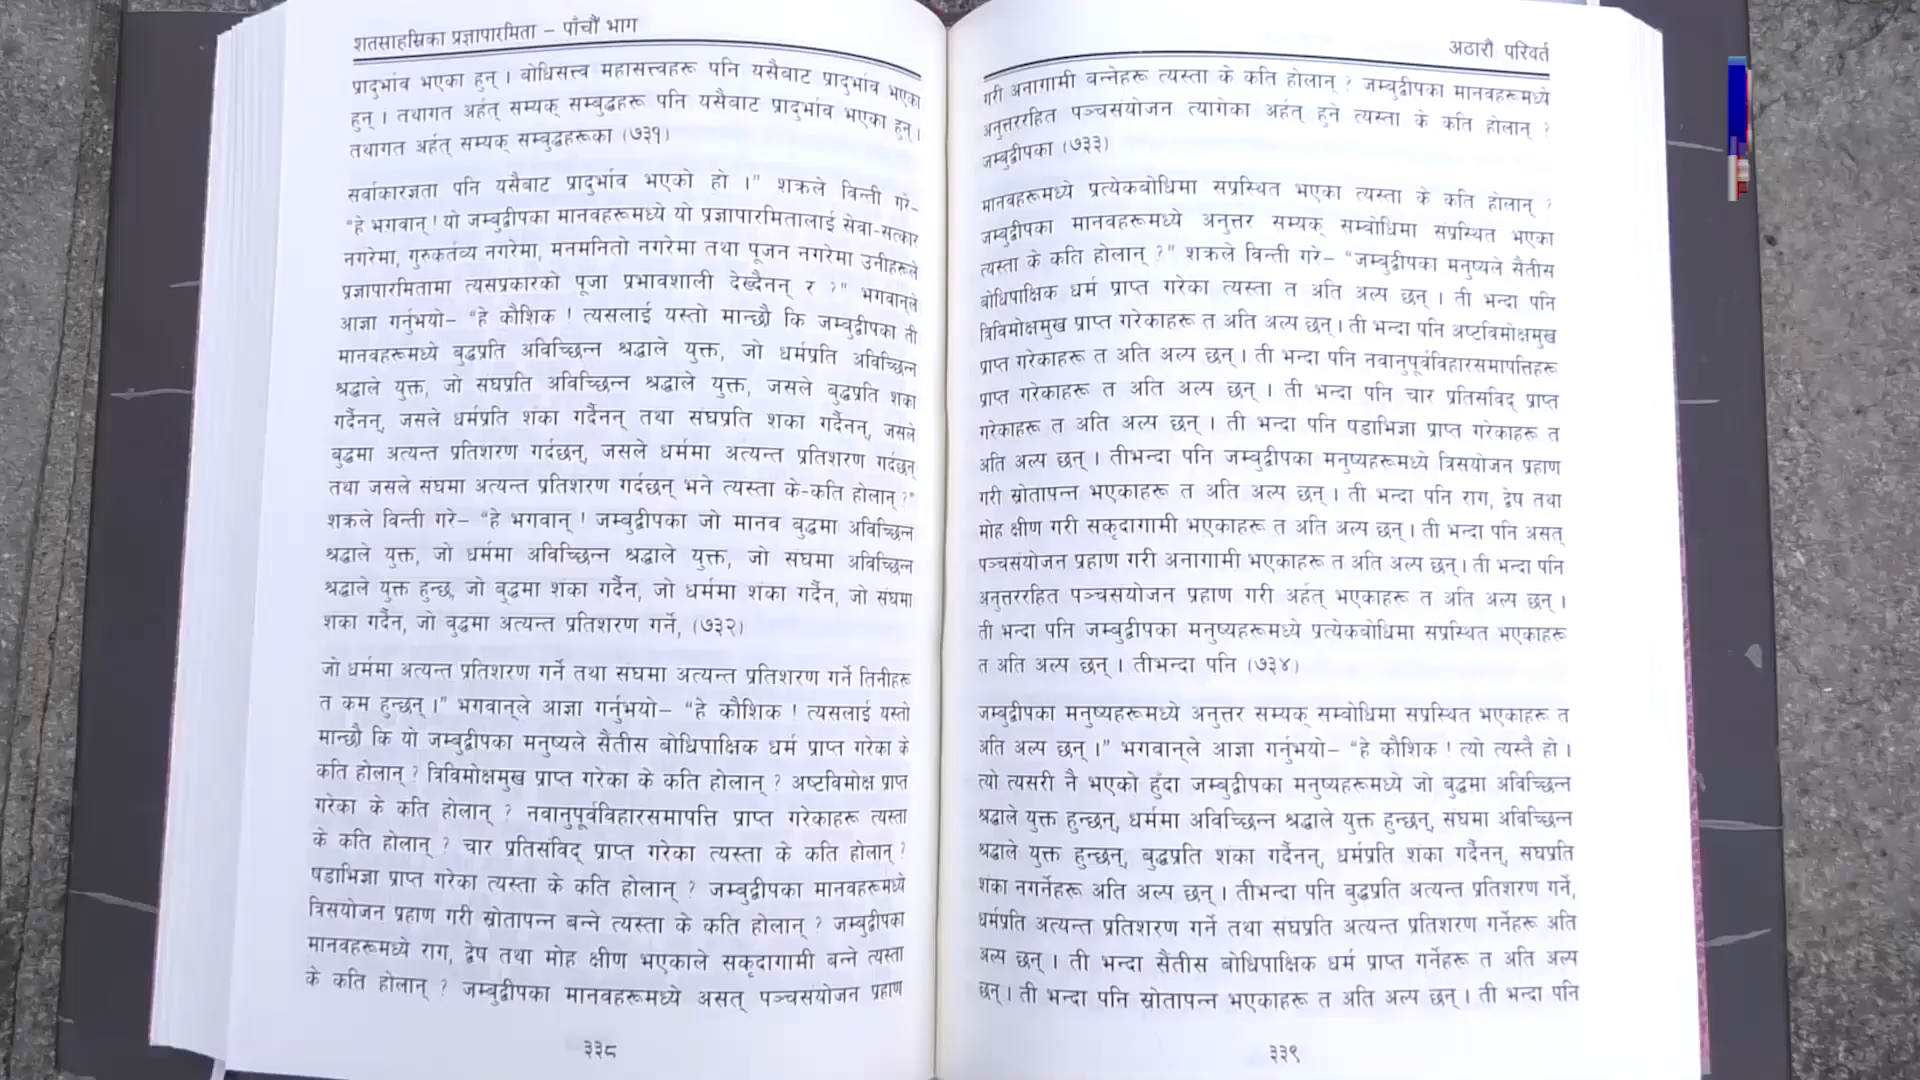 शतसाहस्रिका प्रज्ञापारमिता – पाँचौं भाग
प्रादुर्भाव भएका हुन् । बोधिसत्त्व महासत्त्वहरू पनि यसैबाट प्रादुर्भाव भएका
हुन् । तथागत अर्हत् सम्यक् सम्बुद्धहरू पनि यसैबाट प्रादुर्भाव भएका हुन् ।
तथागत अर्हत् सम्यक् सम्बुद्धहरूका (७३१)
सर्वाकारज्ञता पनि यसैबाट प्रादुर्भाव भएको हो ।” शक्रले विन्ती गरे–
“हे भगवान् ! यो जम्बुद्वीपका मानवहरूमध्ये यो प्रज्ञापारमितालाई सेवा-सत्कार
नगरेमा, गुरुकर्तव्य नगरेमा, मनमनितो नगरेमा तथा पूजन नगरेमा उनीहरूले
प्रज्ञापारमितामा त्यसप्रकारको पूजा प्रभावशाली देख्दैनन् र ?” भगवान्‌ले
आज्ञा गर्नुभयो– “हे कौशिक ! त्यसलाई यस्तो मान्छौ कि जम्बुद्वीपका ती
मानवहरूमध्ये बुद्धप्रति अविच्छिन्न श्रद्धाले युक्त, जो धर्मप्रति अविच्छिन्न
श्रद्धाले युक्त, जो संघप्रति अविच्छिन्न श्रद्धाले युक्त, जसले बुद्धप्रति शंका
गर्दैनन्, जसले धर्मप्रति शंका गर्दैनन् तथा संघप्रति शंका गर्दैनन्, जसले
बुद्धमा अत्यन्त प्रतिशरण गर्दछन्, जसले धर्ममा अत्यन्त प्रतिशरण गर्दछन्
तथा जसले संघमा अत्यन्त प्रतिशरण गर्दछन् भने त्यस्ता के-कति होलान् ?”
शक्रले विन्ती गरे– “हे भगवान् ! जम्बुद्वीपका जो मानव बुद्धमा अविच्छिन्न
श्रद्धाले युक्त, जो धर्ममा अविच्छिन्न श्रद्धाले युक्त, जो संघमा अविच्छिन्न
श्रद्धाले युक्त हुन्छ, जो बुद्धमा शंका गर्दैन, जो धर्ममा शंका गर्दैन, जो संघमा
शंका गर्दैन, जो बुद्धमा अत्यन्त प्रतिशरण गर्ने, (७३२)
जो धर्ममा अत्यन्त प्रतिशरण गर्ने तथा संघमा अत्यन्त प्रतिशरण गर्ने तिनीहरू
त कम हुन्छन् ।” भगवान्‌ले आज्ञा गर्नुभयो– “हे कौशिक ! त्यसलाई यस्तो
मान्छौ कि यो जम्बुद्वीपका मनुष्यले सैंतीस बोधिपाक्षिक धर्म प्राप्त गरेका के
कति होलान् ? त्रिविमोक्षमुख प्राप्त गरेका के कति होलान् ? अष्टविमोक्ष प्राप्त
गरेका के कति होलान् ? नवानुपूर्वविहारसमापत्ति प्राप्त गरेकाहरू त्यस्ता
के कति होलान् ? चार प्रतिसंविद् प्राप्त गरेका त्यस्ता के कति होलान् ?
षडाभिज्ञा प्राप्त गरेका त्यस्ता के कति होलान् ? जम्बुद्वीपका मानवहरूमध्ये
त्रिसंयोजन प्रहाण गरी स्रोतापन्न बन्ने त्यस्ता के कति होलान् ? जम्बुद्वीपका
मानवहरूमध्ये राग, द्वेष तथा मोह क्षीण भएकाले सकृदागामी बन्ने त्यस्ता
के कति होलान् ? जम्बुद्वीपका मानवहरूमध्ये असत् पञ्चसंयोजन प्रहाण
३३८
अठारौ परिवर्त
गरी अनागामी बन्नेहरू त्यस्ता के कति होलान् ? जम्बुद्वीपका मानवहरूमध्ये
अनुत्तररहित पञ्चसंयोजन त्यागेका अर्हत् हुने त्यस्ता के कति होलान् ?
जम्बुद्वीपका (७३३)
मानवहरूमध्ये प्रत्येकबोधिमा संप्रस्थित भएका त्यस्ता के कति होलान् ?
जम्बुद्वीपका मानवहरूमध्ये अनुत्तर सम्यक् सम्बोधिमा संप्रस्थित भएका
त्यस्ता के कति होलान् ?” शक्रले विन्ती गरे– “जम्बुद्वीपका मनुष्यले सैंतीस
बोधिपाक्षिक धर्म प्राप्त गरेका त्यस्ता त अति अल्प छन् । ती भन्दा पनि
त्रिविमोक्षमुख प्राप्त गरेकाहरू त अति अल्प छन् । ती भन्दा पनि अष्टविमोक्षमुख
प्राप्त गरेकाहरू त अति अल्प छन् । ती भन्दा पनि नवानुपूर्वविहारसमापत्तिहरू
प्राप्त गरेकाहरू त अति अल्प छन् । ती भन्दा पनि चार प्रतिसंविद् प्राप्त
गरेकाहरू त अति अल्प छन् । ती भन्दा पनि षडाभिज्ञा प्राप्त गरेकाहरू त
अति अल्प छन् । तीभन्दा पनि जम्बुद्वीपका मनुष्यहरूमध्ये त्रिसंयोजन प्रहाण
गरी स्रोतापन्न भएकाहरू त अति अल्प छन् । ती भन्दा पनि राग, द्वेष तथा
मोह क्षीण गरी सकृदागामी भएकाहरू त अति अल्प छन् । ती भन्दा पनि असत्
पञ्चसंयोजन प्रहाण गरी अनागामी भएकाहरू त अति अल्प छन् । ती भन्दा पनि
अनुत्तररहित पञ्चसंयोजन प्रहाण गरी अर्हत् भएकाहरू त अति अल्प छन् ।
ती भन्दा पनि जम्बुद्वीपका मनुष्यहरूमध्ये प्रत्येकबोधिमा संप्रस्थित भएकाहरू
त अति अल्प छन् । तीभन्दा पनि (७३४)
जम्बुद्वीपका मनुष्यहरूमध्ये अनुत्तर सम्यक् सम्बोधिमा संप्रस्थित भएकाहरू त
अति अल्प छन् ।” भगवान्‌ले आज्ञा गर्नुभयो– “हे कौशिक ! त्यो त्यस्तै हो ।
त्यो त्यसरी नै भएको हुँदा जम्बुद्वीपका मनुष्यहरूमध्ये जो बुद्धमा अविच्छिन्न
श्रद्धाले युक्त हुन्छन्, धर्ममा अविच्छिन्न श्रद्धाले युक्त हुन्छन्, संघमा अविच्छिन्न
श्रद्धाले युक्त हुन्छन्, बुद्धप्रति शंका गर्दैनन्, धर्मप्रति शंका गर्दैनन्, संघप्रति
शंका नगर्नेहरू अति अल्प छन् । तीभन्दा पनि बुद्धप्रति अत्यन्त प्रतिशरण गर्ने,
धर्मप्रति अत्यन्त प्रतिशरण गर्ने तथा संघप्रति अत्यन्त प्रतिशरण गर्नेहरू अति
अल्प छन् । ती भन्दा सैंतीस बोधिपाक्षिक धर्म प्राप्त गर्नेहरू त अति अल्प
छन् । ती भन्दा पनि स्रोतापन्न भएकाहरू त अति अल्प छन् । ती भन्दा पनि
३३९